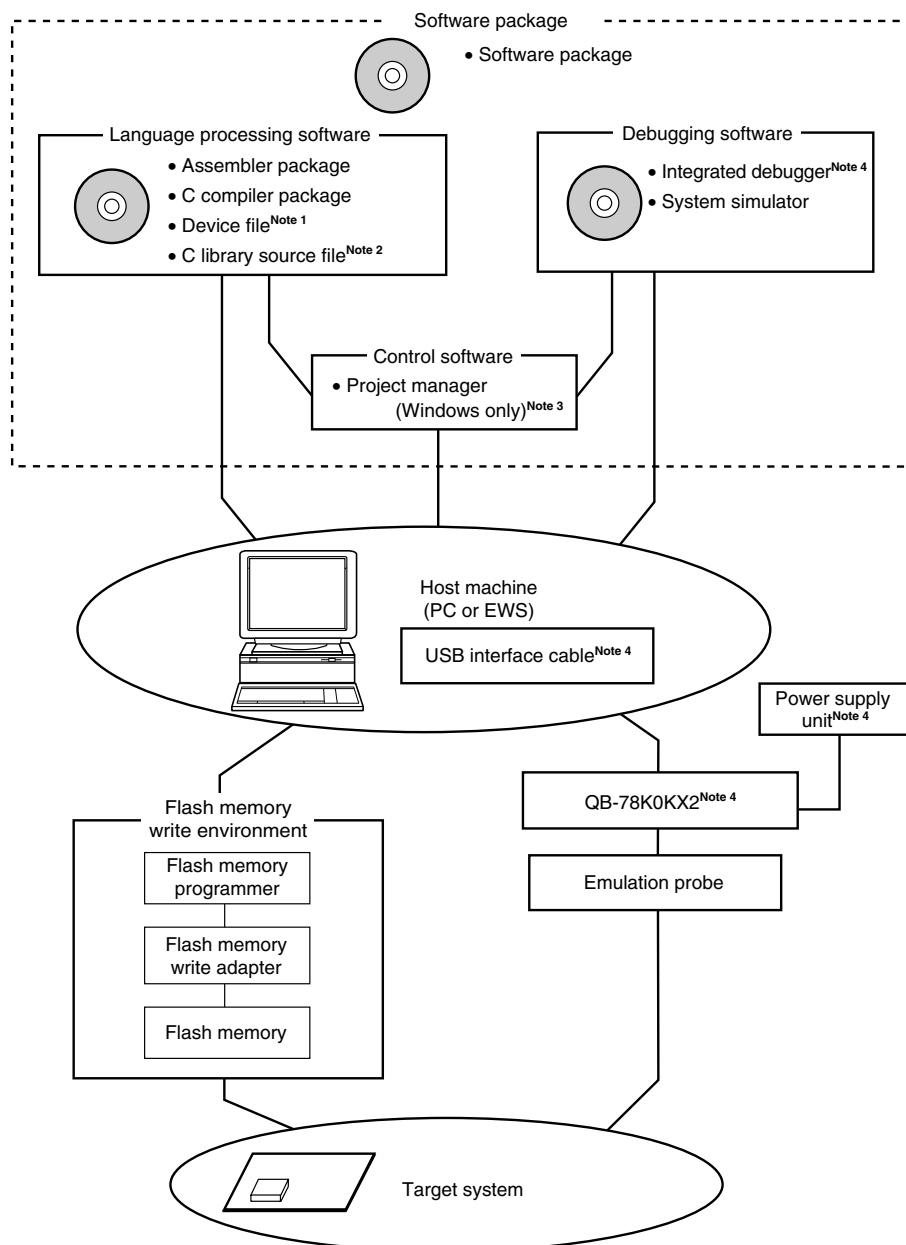 Software package
• Software package
Language processing software
• Assembler package
• C compiler package
• Device fileNote 1
• C library source fileNote 2
Debugging software
• Integrated debuggerNote 4
• System simulator
Control software
• Project manager
(Windows only)Note 3
Host machine
(PC or EWS)
USB interface cableNote 4
Power supply
unitNote 4
QB-78K0KX2Note 4
Emulation probe
Flash memory
write environment
Flash memory
programmer
Flash memory
write adapter
Flash memory
Target system